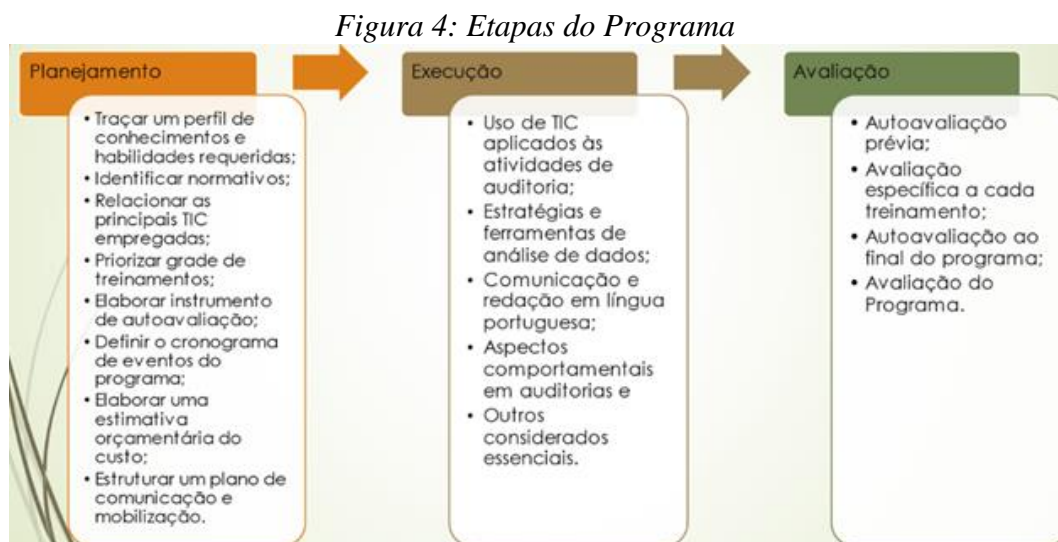 Figura 4: Etapas do Programa
Planejamento
• Traçar um perfil de
conhecimentos e
habilidades requeridas;
• Identificar normativos;
• Relacionar as
principais TIC
empregadas;
• Priorizar grade de
treinamentos;
• Elaborar instrumento
de autoavaliação;
• Definir o cronograma
de eventos do
programa;
• Elaborar uma
estimativa
orçamentária do
custo;
• Estruturar um plano de
comunicação e
mobilização.
Execução
• Uso de TIC
aplicados às
atividades de
auditoria;
• Estratégias e
ferramentas de
análise de dados;
• Comunicação e
redação em língua
portuguesa;
• Aspectos
comportamentais
em auditorias e
• Outros
considerados
essenciais.
Avaliação
• Autoavaliação
prévia;
• Avaliação
específica a cada
treinamento;
• Autoavaliação ao
final do programa;
• Avaliação do
Programa.